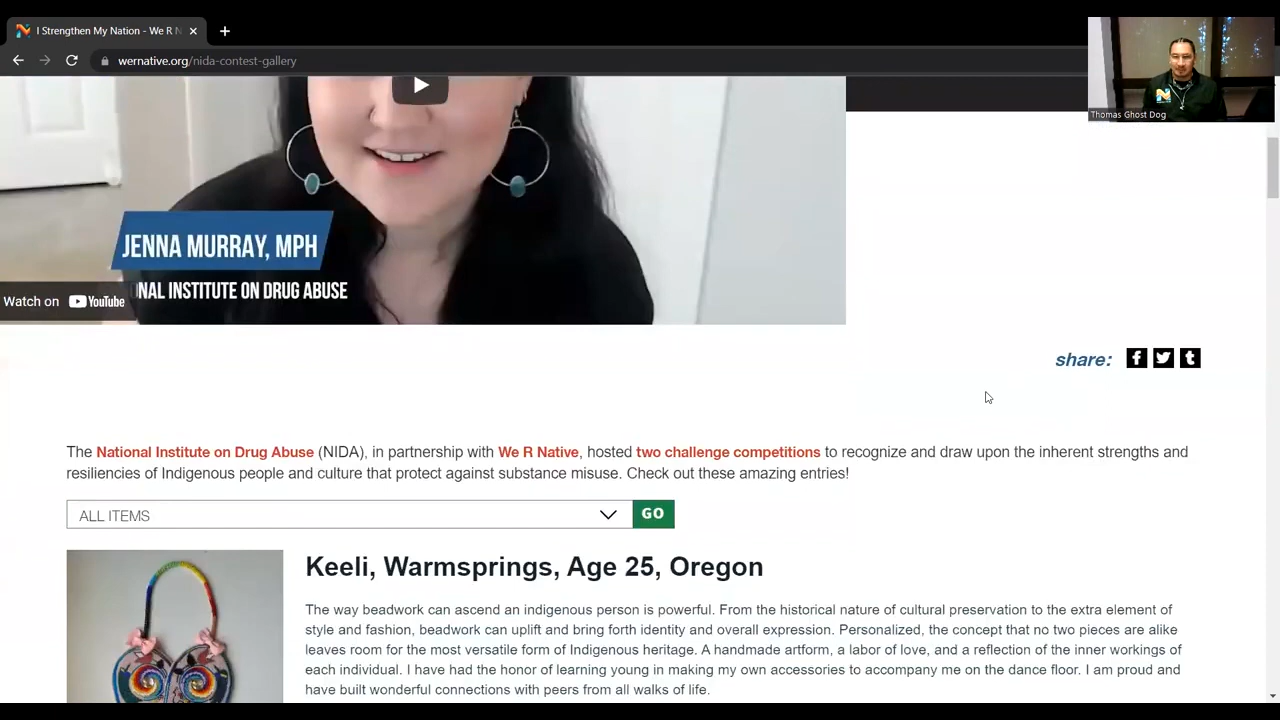 I Strengthen My Nation - We R N
wernative.org/nida-contest-gallery
Thomas Ghost Dog
JENNA MURRAY, MPH
NAL INSTITUTE ON DRUG ABUSE
Watch on YouTube
share:
The National Institute on Drug Abuse (NIDA), in partnership with We R Native, hosted two challenge competitions to recognize and draw upon the inherent strengths and
resiliencies of Indigenous people and culture that protect against substance misuse. Check out these amazing entries!
ALL ITEMS
GO
Keeli, Warmsprings, Age 25, Oregon
The way beadwork can ascend an indigenous person is powerful. From the historical nature of cultural preservation to the extra element of
style and fashion, beadwork can uplift and bring forth identity and overall expression. Personalized, the concept that no two pieces are alike
leaves room for the most versatile form of Indigenous heritage. A handmade artform, a labor of love, and a reflection of the inner workings of
each individual. I have had the honor of learning young in making my own accessories to accompany me on the dance floor. I am proud and
have built wonderful connections with peers from all walks of life.